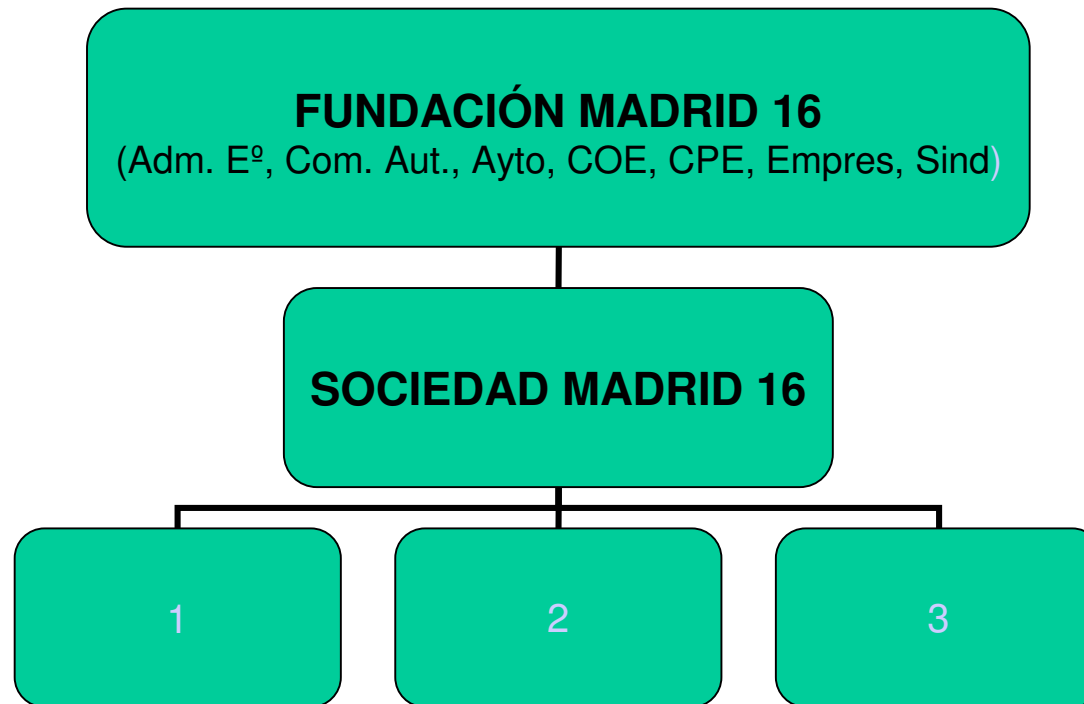 FUNDACIÓN MADRID 16
(Adm. Eº, Com. Aut., Ayto, COE, CPE, Empres, Sind)
SOCIEDAD MADRID 16
1 2 3